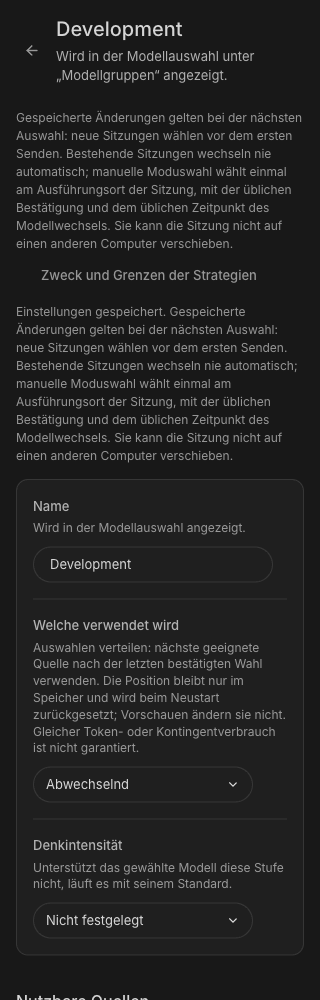 Development
Wird in der Modellauswahl unter
„Modellgruppen“ angezeigt.
Gespeicherte Änderungen gelten bei der nächsten
Auswahl: neue Sitzungen wählen vor dem ersten
Senden. Bestehende Sitzungen wechseln nie
automatisch; manuelle Moduswahl wählt einmal
am Ausführungsort der Sitzung, mit der üblichen
Bestätigung und dem üblichen Zeitpunkt des
Modellwechsels. Sie kann die Sitzung nicht auf
einen anderen Computer verschieben.
Zweck und Grenzen der Strategien
Einstellungen gespeichert. Gespeicherte
Änderungen gelten bei der nächsten Auswahl:
neue Sitzungen wählen vor dem ersten Senden.
Bestehende Sitzungen wechseln nie automatisch;
manuelle Moduswahl wählt einmal am
Ausführungsort der Sitzung, mit der üblichen
Bestätigung und dem üblichen Zeitpunkt des
Modellwechsels. Sie kann die Sitzung nicht auf
einen anderen Computer verschieben.
Name
Wird in der Modellauswahl angezeigt.
Development
Welche verwendet wird
Auswahlen verteilen: nächste geeignete
Quelle nach der letzten bestätigten Wahl
verwenden. Die Position bleibt nur im
Speicher und wird beim Neustart
zurückgesetzt; Vorschauen ändern sie nicht.
Gleicher Token- oder Kontingentverbrauch
ist nicht garantiert.
Abwechselnd
Denkintensität
Unterstützt das gewählte Modell diese Stufe
nicht, läuft es mit seinem Standard.
Nicht festgelegt
Nutzbare Quellen